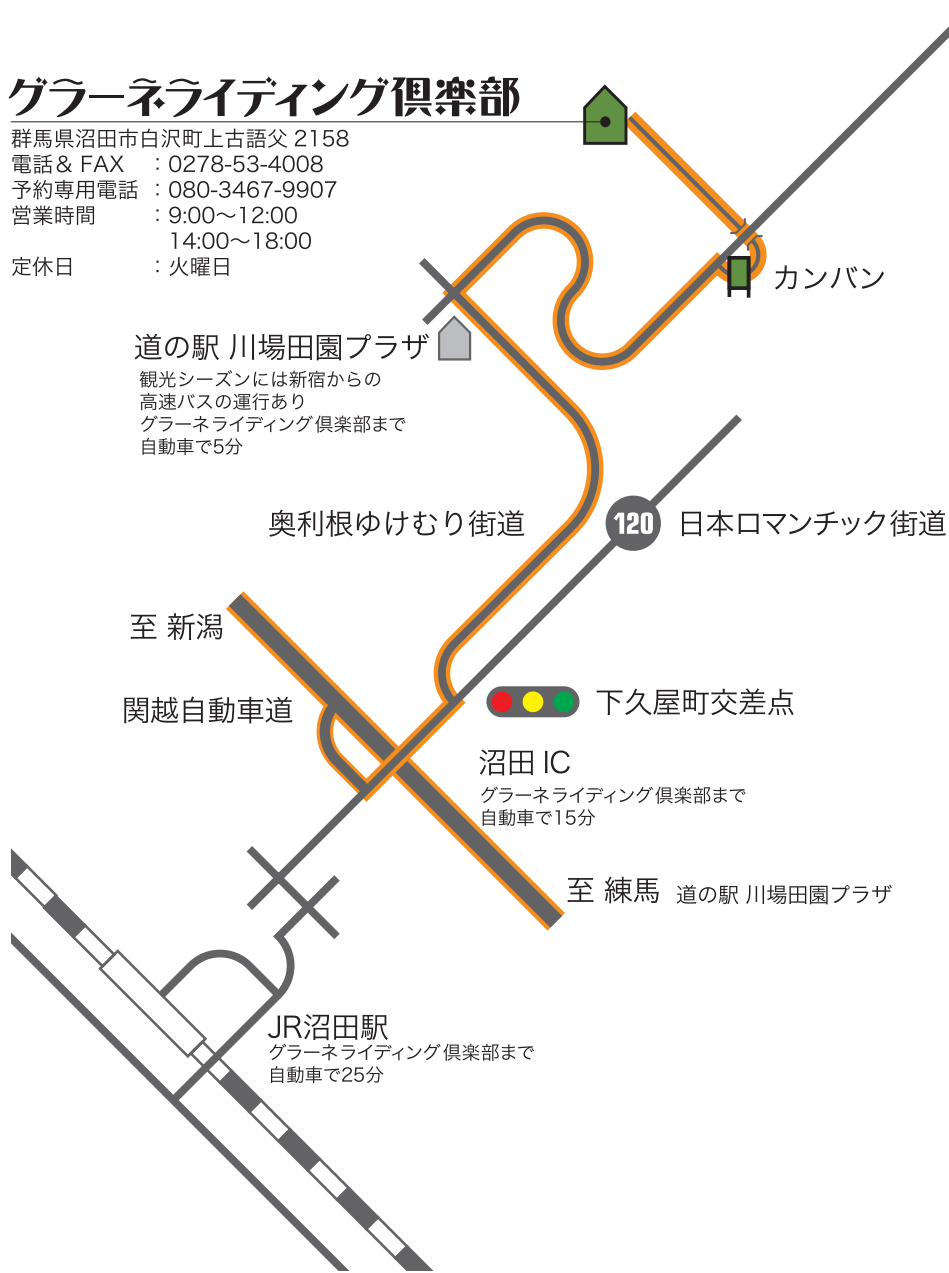 グラーネライディング倶楽部
群馬県沼田市白沢町上古語父 2158
電話& FAX :0278-53-4008
予約専用電話 :080-3467-9907
営業時間 :9:00〜12:00
14:00〜18:00
定休日 :火曜日
カンバン
道の駅 川場田園プラザ
観光シーズンには新宿からの
高速バスの運行あり
グラーネライディング倶楽部まで
自動車で5分
奥利根ゆけむり街道
120 日本ロマンチック街道
至 新潟
関越自動車道
下久屋町交差点
沼田 IC
グラーネライディング倶楽部まで
自動車で15分
至 練馬 道の駅 川場田園プラザ
JR沼田駅
グラーネライディング倶楽部まで
自動車で25分